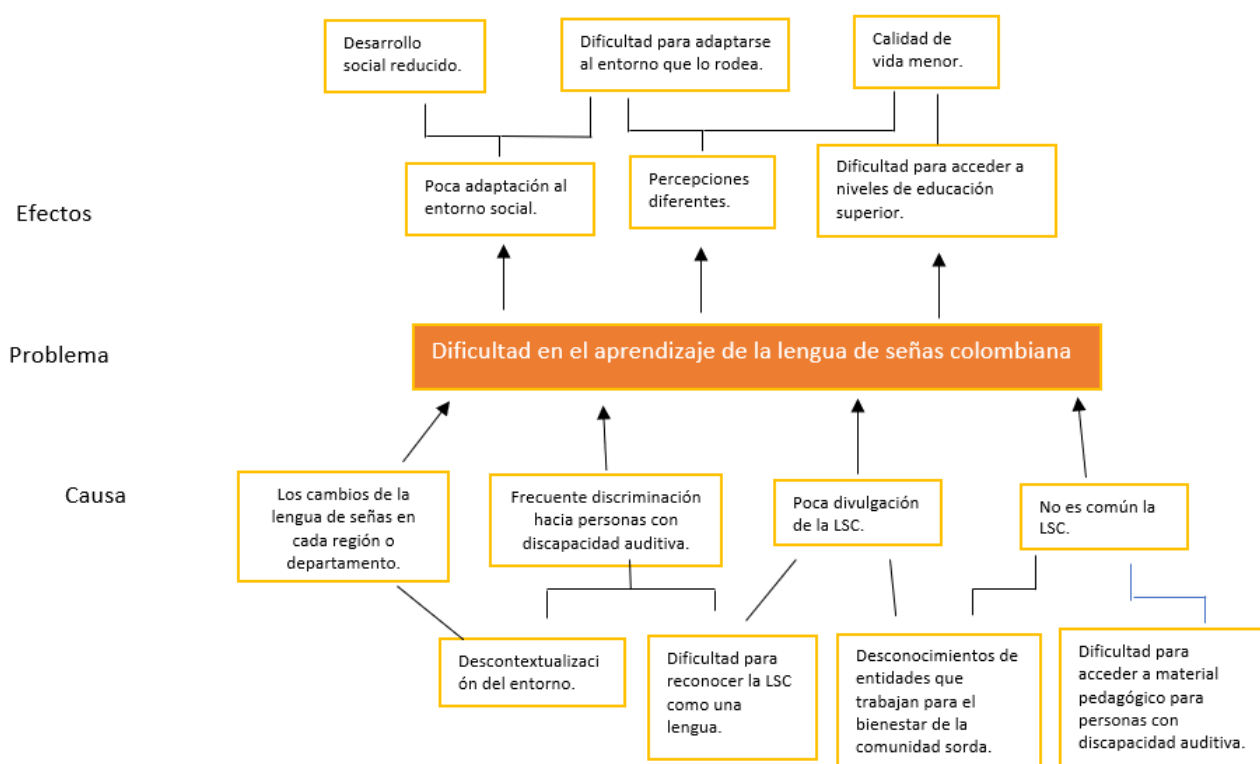 Desarrollo
social reducido.
Dificultad para adaptarse
al entorno que lo rodea.
Calidad de
vida menor.
Efectos
Poca adaptación al
entorno social.
Percepciones
diferentes.
Dificultad para acceder a
niveles de educación
superior.
Problema
Dificultad en el aprendizaje de la lengua de señas colombiana
Causa
Los cambios de la
lengua de señas en
cada región o
departamento.
Frecuente discriminación
hacia personas con
discapacidad auditiva.
Poca divulgación
de la LSC.
No es común la
LSC.
Descontextualizaci
ón del entorno.
Dificultad para
reconocer la LSC
como una
lengua.
Desconocimientos de
entidades que
trabajan para el
bienestar de la
comunidad sorda.
Dificultad para
acceder a material
pedagógico para
personas con
discapacidad auditiva.